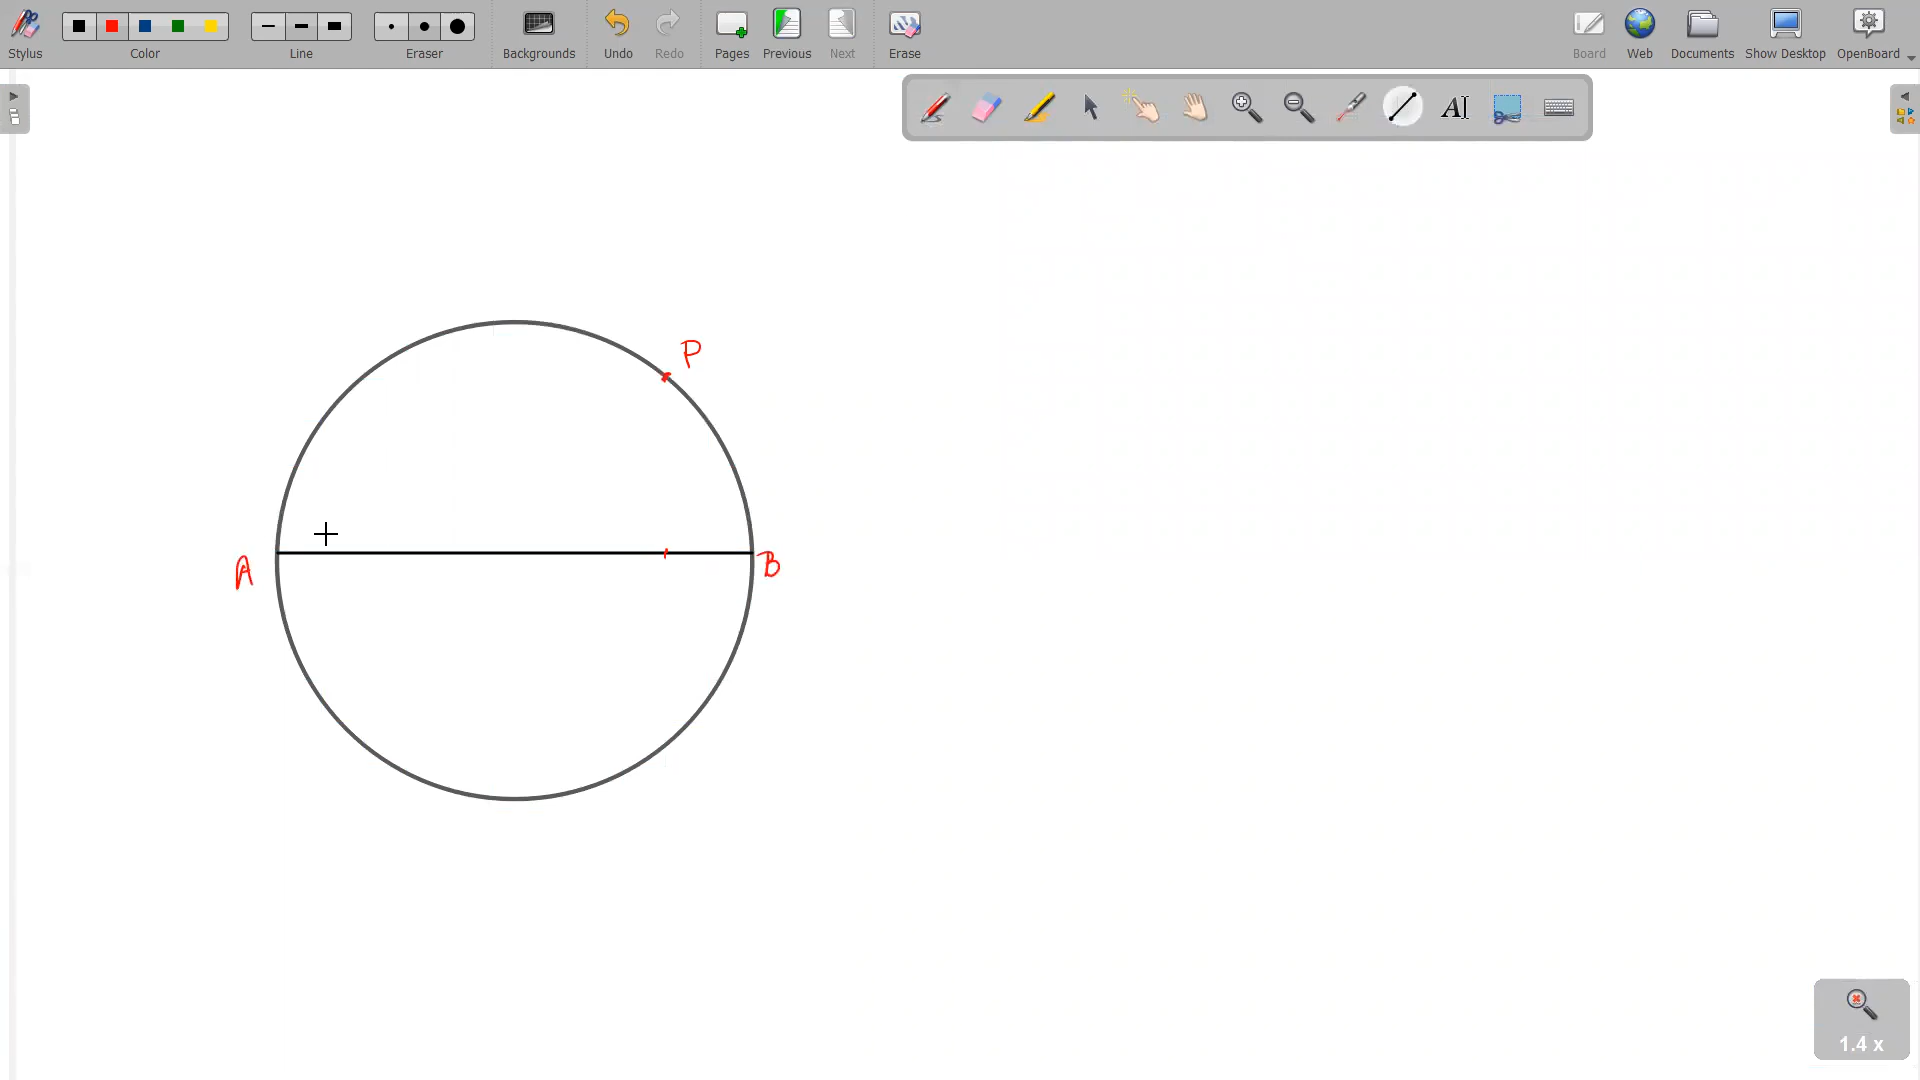 Stylus Color Line Eraser Backgrounds Undo Redo Pages Previous Next Erase Board Web Documents Show Desktop OpenBoard
A
P
A
B
1.4 x